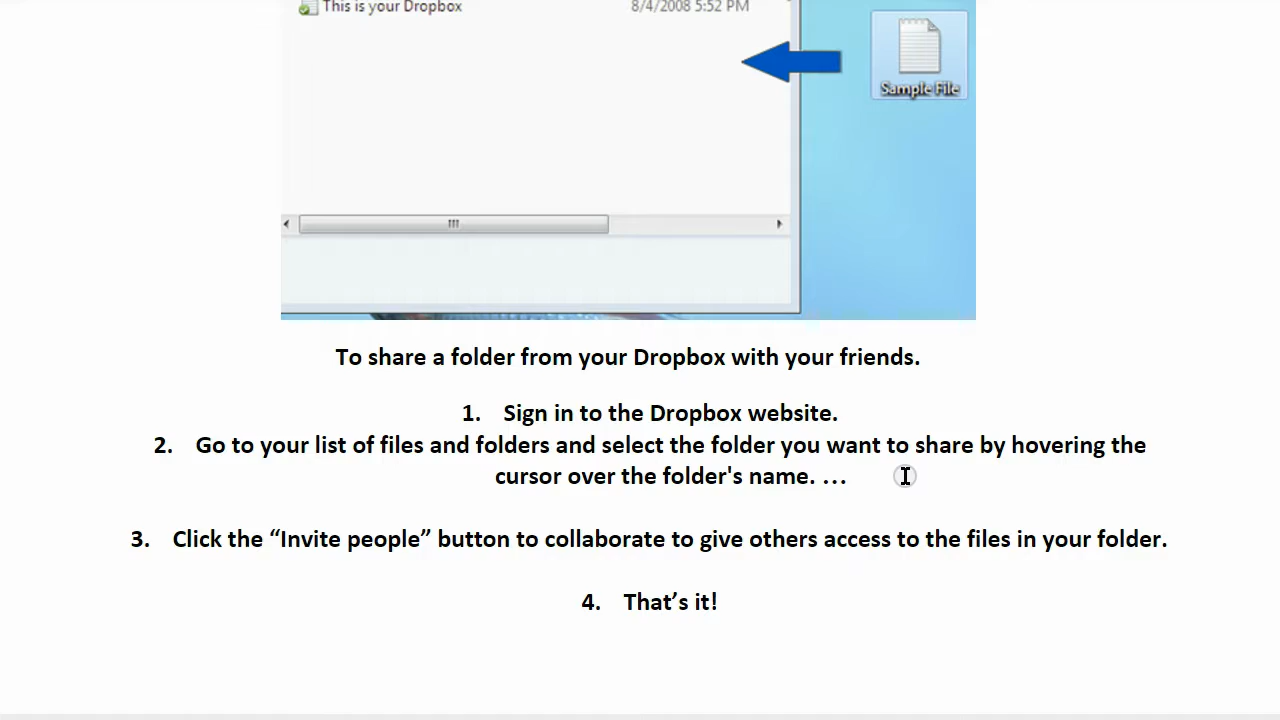 This is your Dropbox 8/4/2008 5:52 PM
Sample File
To share a folder from your Dropbox with your friends.
1. Sign in to the Dropbox website.
2. Go to your list of files and folders and select the folder you want to share by hovering the
cursor over the folder's name. …
3. Click the “Invite people” button to collaborate to give others access to the files in your folder.
4. That’s it!